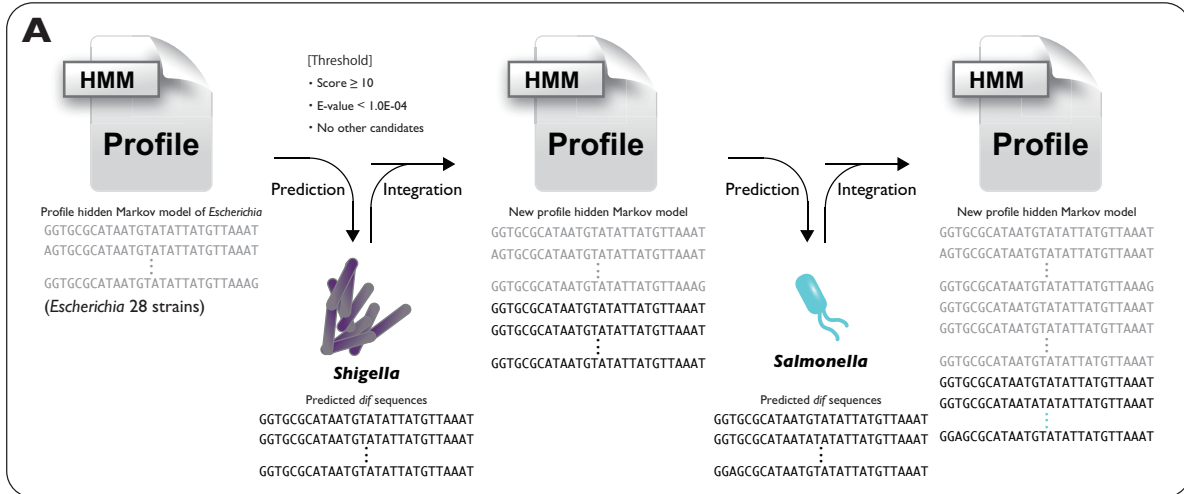 A
HMM
Profile
Profile hidden Markov model of Escherichia
GGTGCGCATAATGTATATTATGTTAAAT
AGTGCGCATAATGTATATTATGTTAAAT
GGTGCGCATAATGTATATTATGTTAAAG
(Escherichia 28 strains)
[Threshold]
・Score ≥ 10
・E-value < 1.0E-04
・No other candidates
Prediction
Integration
Shigella
Predicted dif sequences
GGTGCGCATAATGTATATTATGTTAAAT
GGTGCGCATAATGTATATTATGTTAAAT
GGTGCGCATAATGTATATTATGTTAAAT
HMM
Profile
New profile hidden Markov model
GGTGCGCATAATGTATATTATGTTAAAT
AGTGCGCATAATGTATATTATGTTAAAT
GGTGCGCATAATGTATATTATGTTAAAG
GGTGCGCATAATGTATATTATGTTAAAT
GGTGCGCATAATGTATATTATGTTAAAT
GGTGCGCATAATGTATATTATGTTAAAT
Prediction
Integration
Salmonella
Predicted dif sequences
GGTGCGCATAATGTATATTATGTTAAAT
GGTGCGCATAATATATATTATGTTAAAT
GGAGCGCATAATGTATATTATGTTAAAT
HMM
Profile
New profile hidden Markov model
GGTGCGCATAATGTATATTATGTTAAAT
AGTGCGCATAATGTATATTATGTTAAAT
GGTGCGCATAATGTATATTATGTTAAAG
GGTGCGCATAATGTATATTATGTTAAAT
GGTGCGCATAATGTATATTATGTTAAAT
GGTGCGCATAATGTATATTATGTTAAAT
GGTGCGCATAATGTATATTATGTTAAAT
GGTGCGCATAATATATATTATGTTAAAT
GGAGCGCATAATGTATATTATGTTAAAT